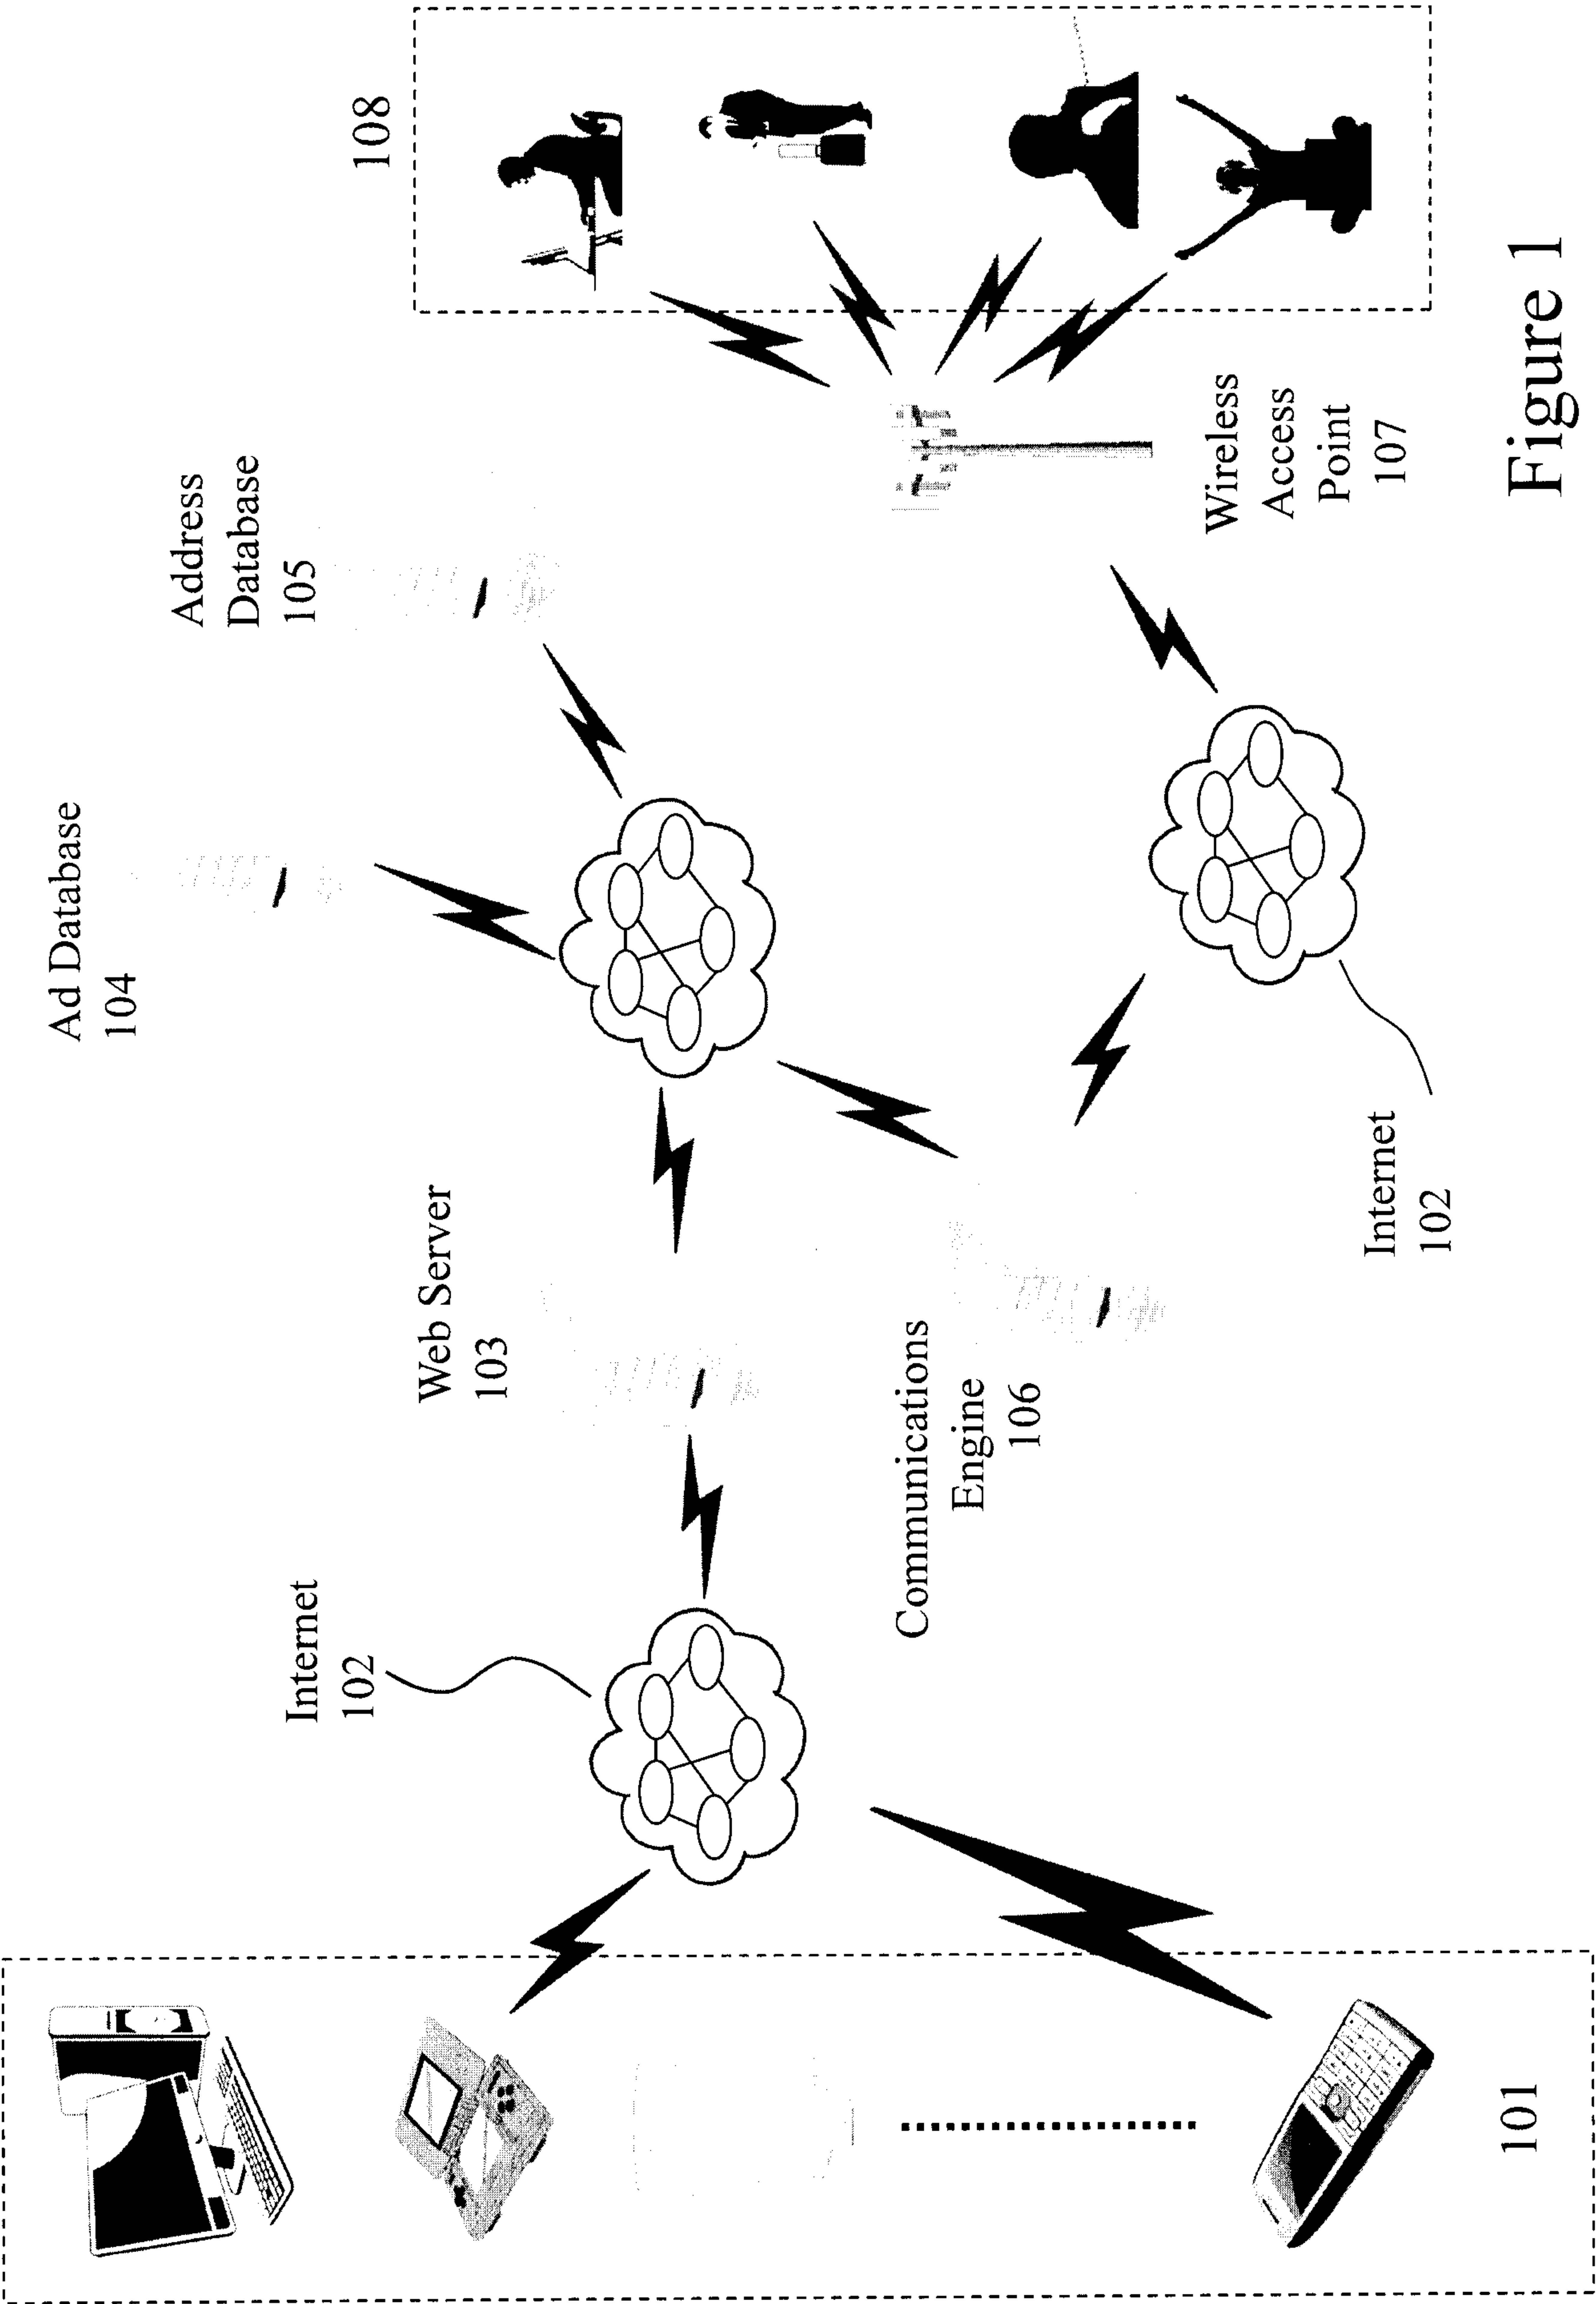 Ad Database
104
Address
Database
105
108
Internet
102
Web Server
103
Communications
Engine
106
Wireless
Access
Point
107
Internet
102
101
Figure 1